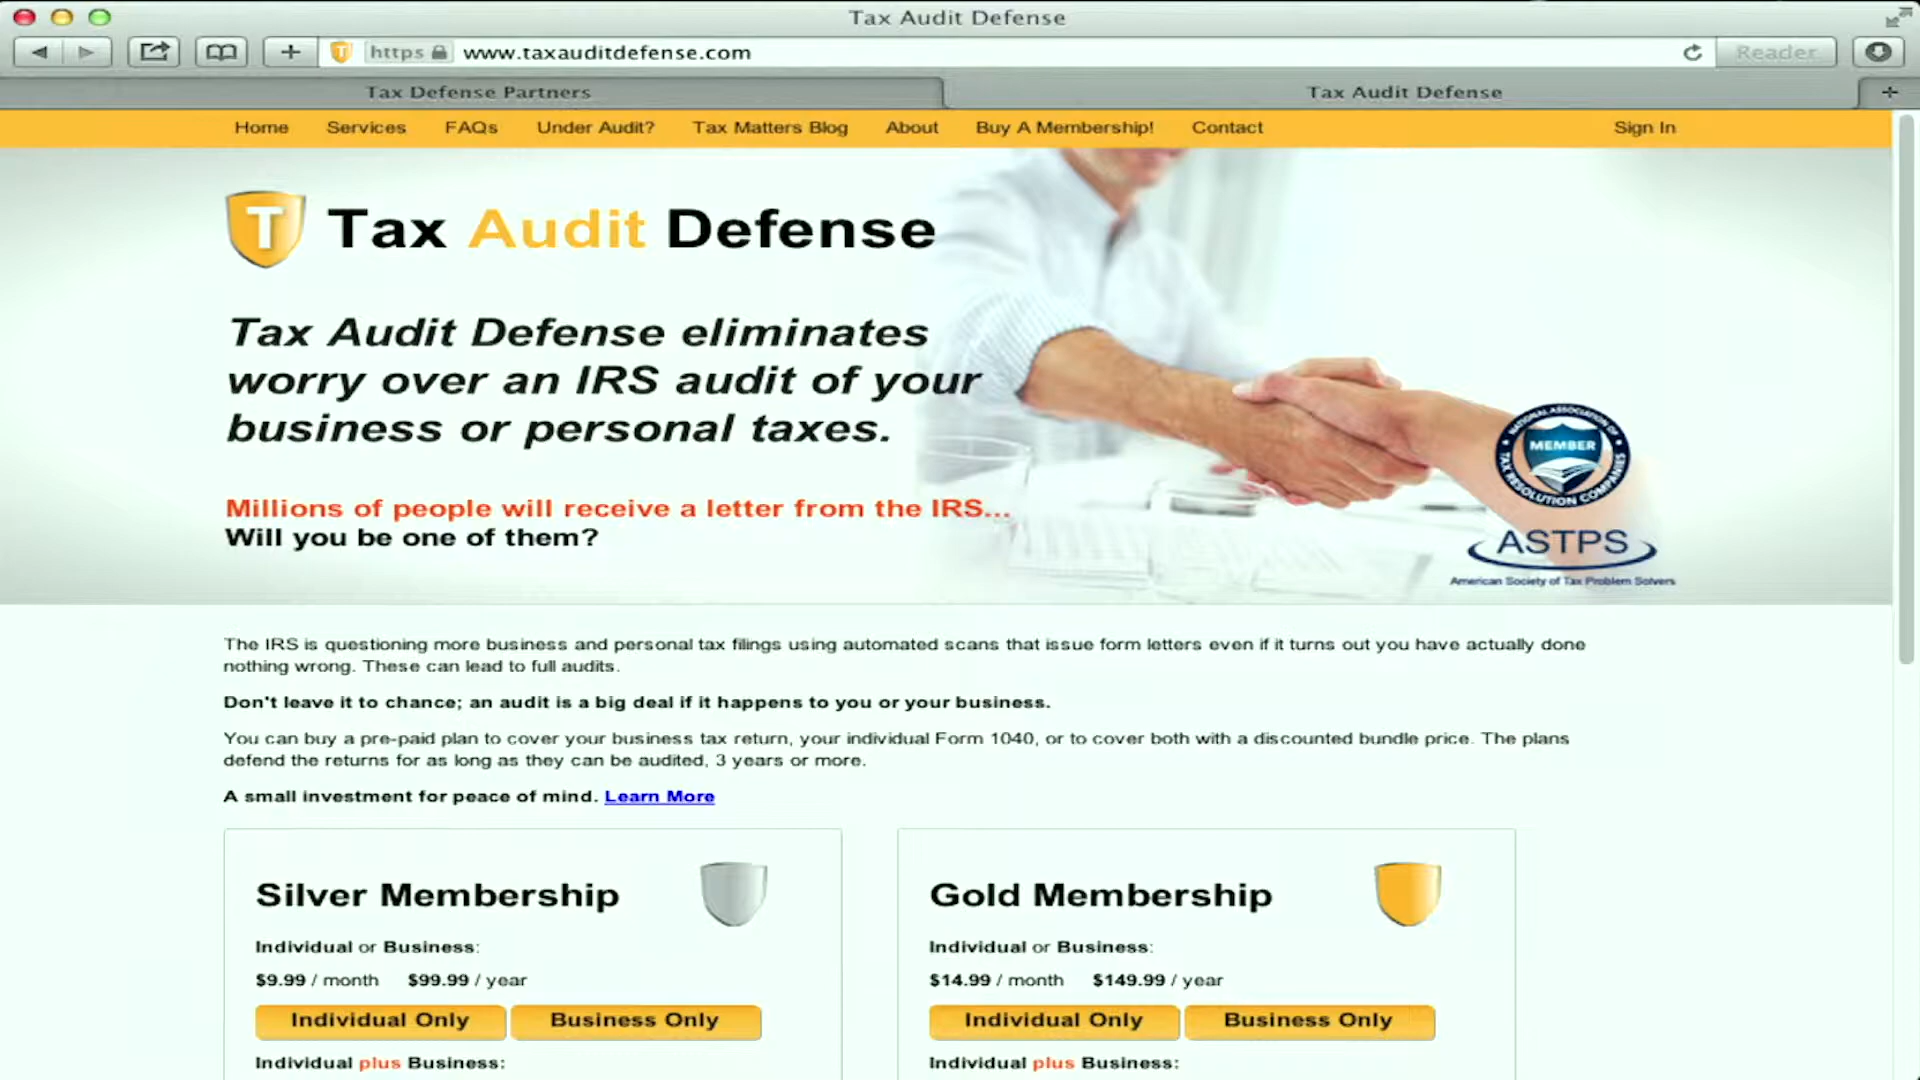 Tax Audit Defense
https www.taxauditdefense.com
Reader
Tax Defense Partners
Tax Audit Defense
Home Services FAQs Under Audit? Tax Matters Blog About Buy A Membership! Contact Sign In
T Tax Audit Defense
Tax Audit Defense eliminates
worry over an IRS audit of your
business or personal taxes.
NATIONAL ASSOCIATION OF
MEMBER
TAX RESOLUTION COMPANIES
Millions of people will receive a letter from the IRS...
Will you be one of them?
ASTPS
American Society of Tax Problem Solvers
The IRS is questioning more business and personal tax filings using automated scans that issue form letters even if it turns out you have actually done
nothing wrong. These can lead to full audits.
Don't leave it to chance; an audit is a big deal if it happens to you or your business.
You can buy a pre-paid plan to cover your business tax return, your individual Form 1040, or to cover both with a discounted bundle price. The plans
defend the returns for as long as they can be audited, 3 years or more.
A small investment for peace of mind. Learn More
Silver Membership
Individual or Business:
$9.99 / month $99.99 / year
Individual Only Business Only
Individual plus Business:
Gold Membership
Individual or Business:
$14.99 / month $149.99 / year
Individual Only Business Only
Individual plus Business: